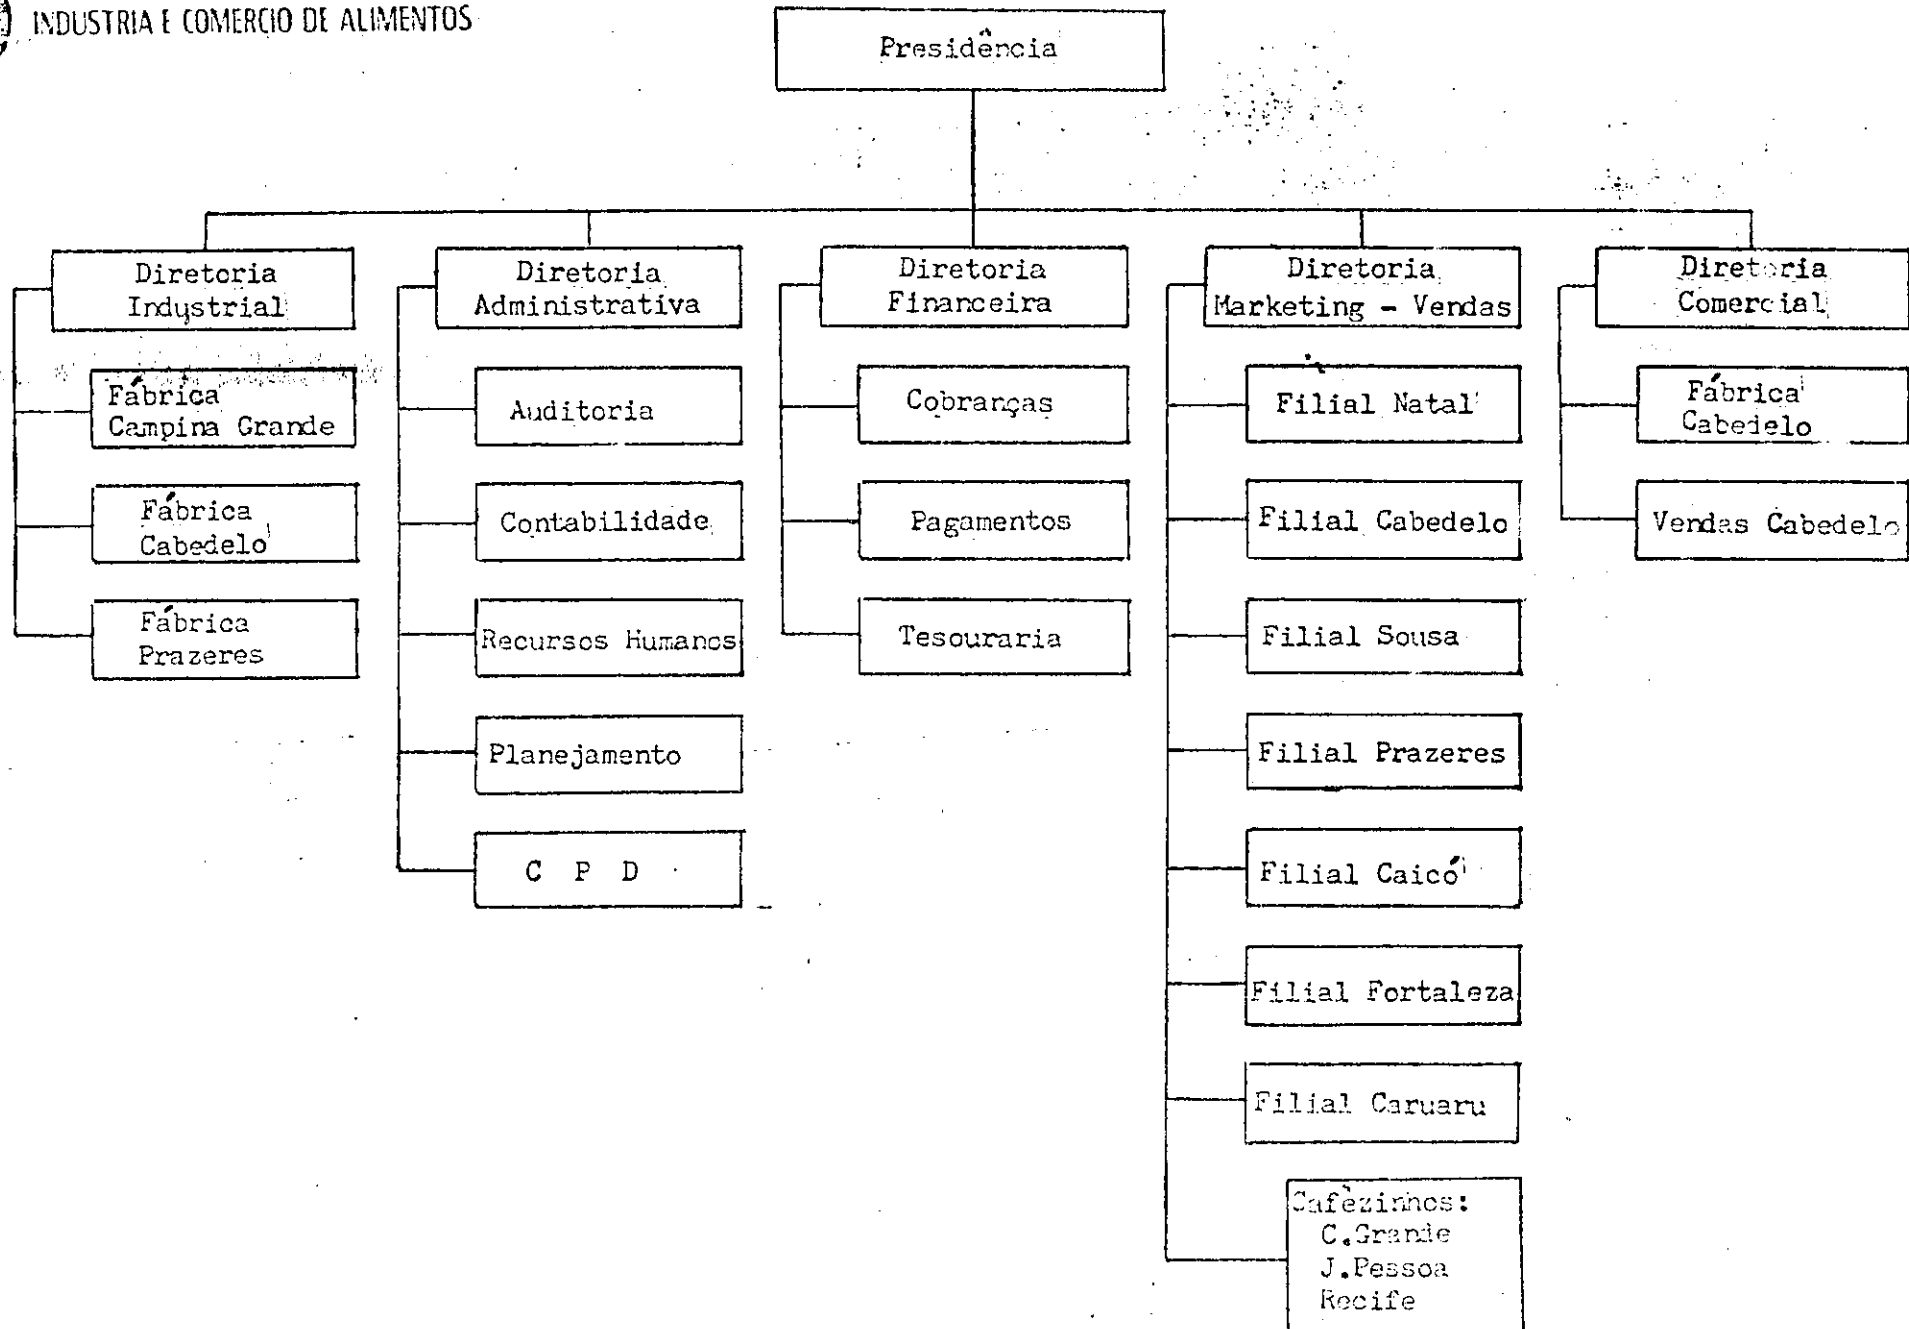 INDUSTRIA E COMERCIO DE ALIMENTOS
Presidência
Diretoria
Industrial
Fábrica
Campina Grande
Fábrica
Cabedelo
Fábrica
Prazeres
Diretoria
Administrativa
Auditoria
Contabilidade
Recursos Humanos
Planejamento
C P D
Diretoria
Financeira
Cobranças
Pagamentos
Tesouraria
Diretoria
Marketing - Vendas
Filial Natal
Filial Cabedelo
Filial Sousa
Filial Prazeres
Filial Caicó
Filial Fortaleza
Filial Caruaru
Cafèzinhos:
C.Grande
J.Pessoa
Recife
Diretoria
Comercial
Fábrica
Cabedelo
Vendas Cabedelo